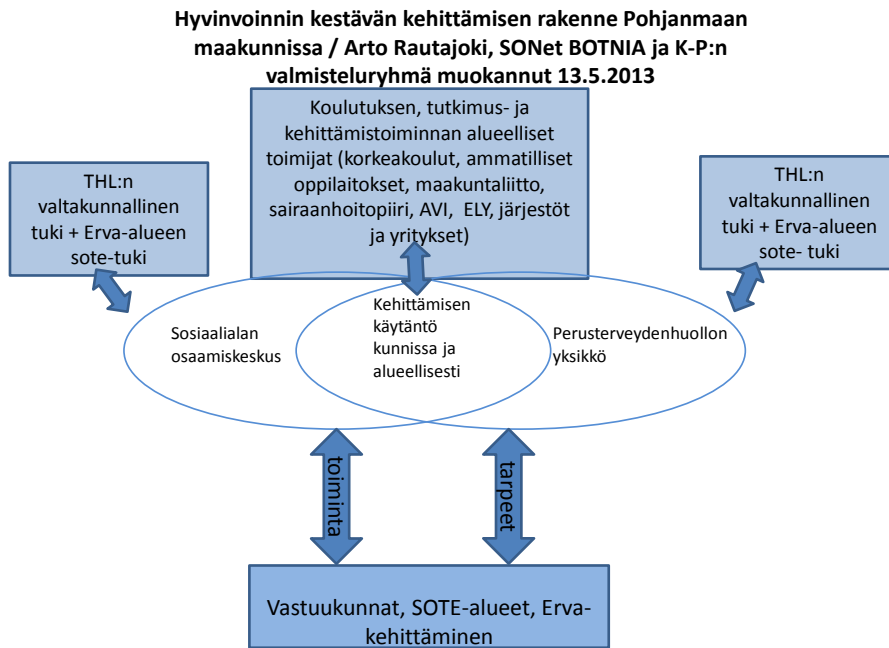 Hyvinvoinnin kestävän kehittämisen rakenne Pohjanmaan
maakunnissa / Arto Rautajoki, SONet BOTNIA ja K-P:n
valmisteluryhmä muokannut 13.5.2013
Koulutuksen, tutkimus- ja
kehittämistoiminnan alueelliset
toimijat (korkeakoulut, ammatilliset
oppilaitokset, maakuntaliitto,
sairaanhoitopiiri, AVI, ELY, järjestöt
ja yritykset)
THL:n
valtakunnallinen
tuki + Erva-alueen
sote-tuki
THL:n
valtakunnallinen
tuki + Erva-alueen
sote- tuki
Sosiaalialan
osaamiskeskus
Kehittämisen
käytäntö
kunnissa ja
alueellisesti
Perusterveydenhuollon
yksikkö
toiminta
tarpeet
Vastuukunnat, SOTE-alueet, Erva-
kehittäminen